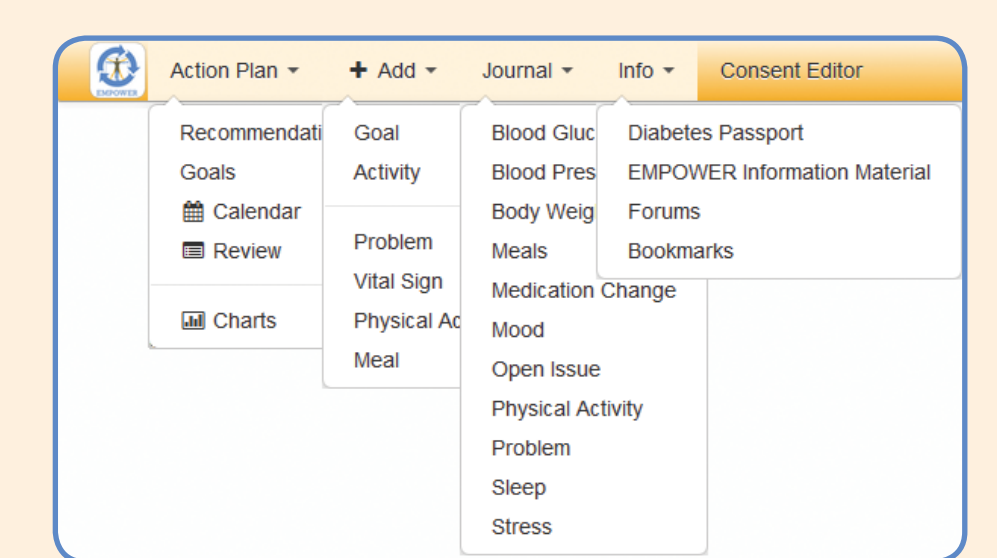 EMPOWER
Action Plan
+ Add
Journal
Info
Consent Editor
Recommendati
Goals
Calendar
Review
Charts
Goal
Activity
Problem
Vital Sign
Physical Ac
Meal
Blood Gluc
Blood Pres
Body Weig
Meals
Medication Change
Mood
Open Issue
Physical Activity
Problem
Sleep
Stress
Diabetes Passport
EMPOWER Information Material
Forums
Bookmarks